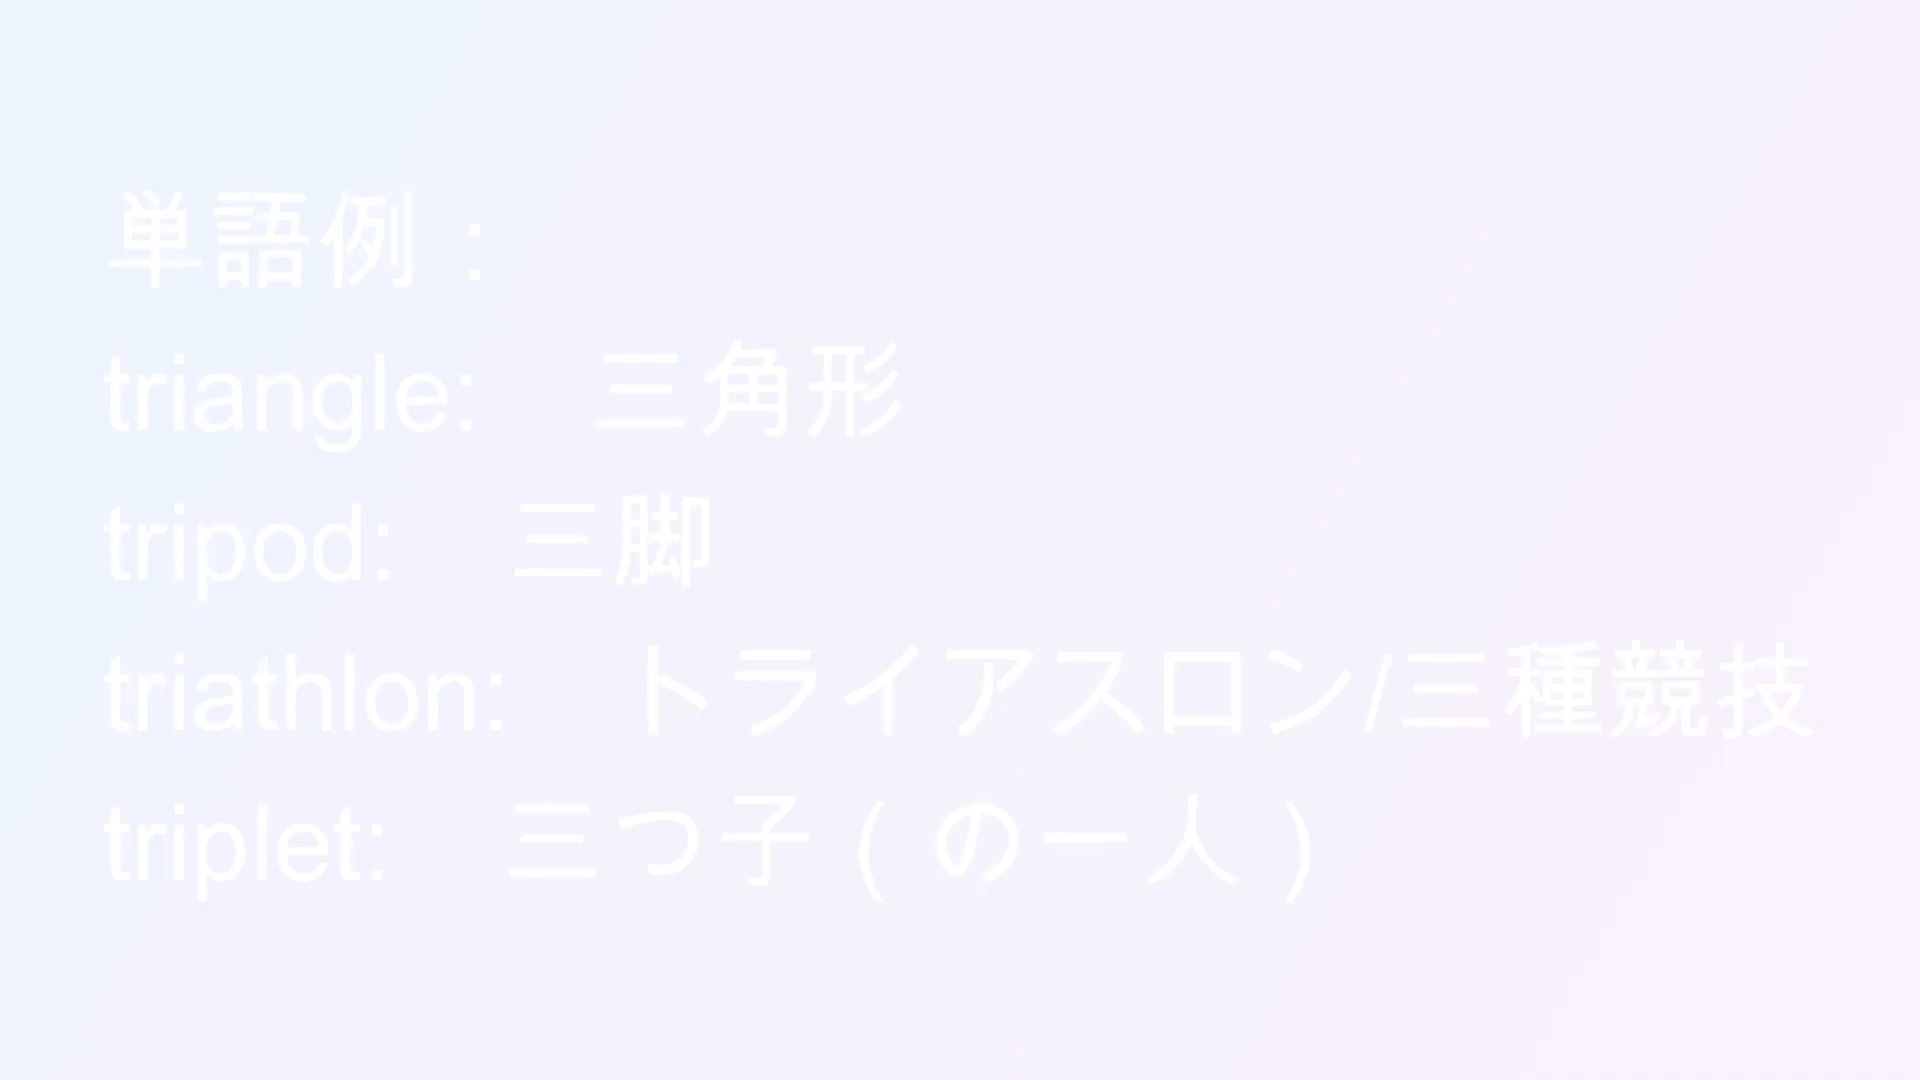 単語例：
triangle:　三角形
tripod:　三脚
triathlon:　トライアスロン/三種競技
triplet:　三つ子（の一人）